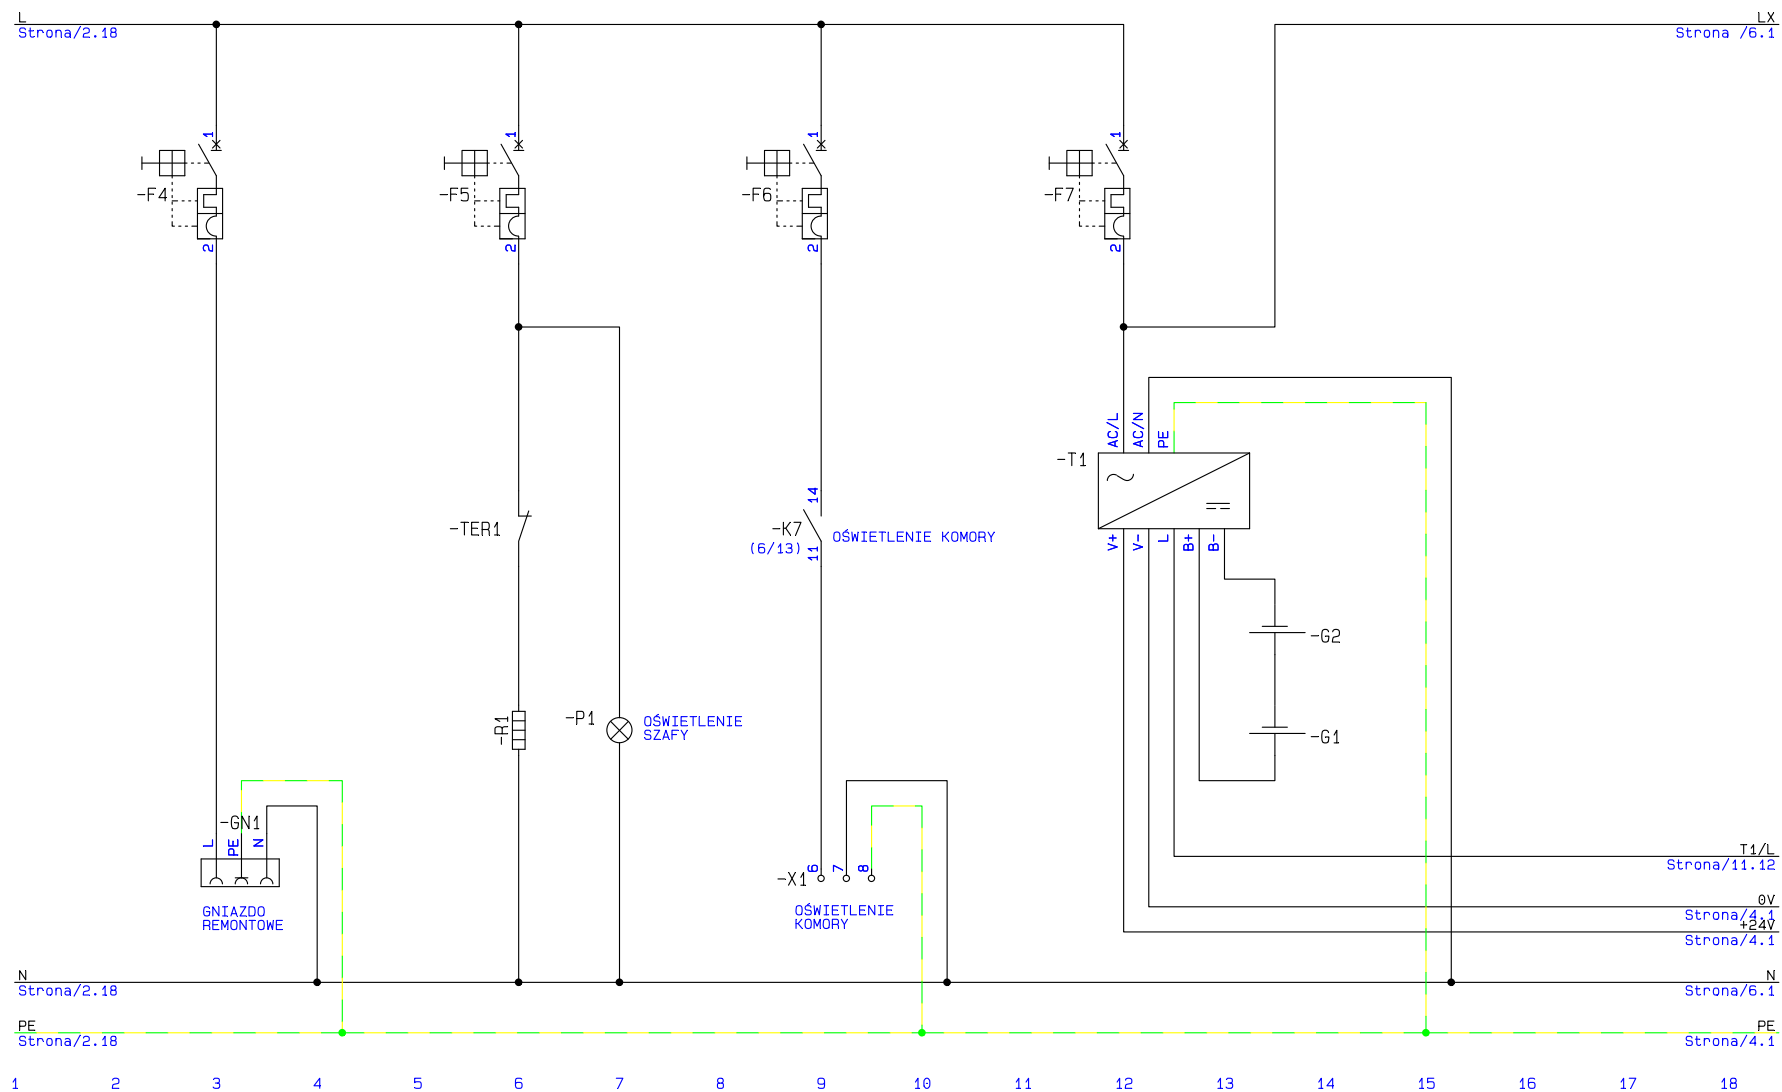 L
LX
Strona/2.18
Strona /6.1
1
1
1
1
-F4
-F5
-F6
-F7
2
2
2
2
AC/L
AC/N
PE
-T1
14
-TER1
-K7
OŚWIETLENIE KOMORY
(6/13)
11
V+
V-
L
B+
B-
-G2
-R1
-P1
OŚWIETLENIE
SZAFY
-G1
-GN1
L
PE
N
T1/L
Strona/11.12
-X1
6
7
8
0V
Strona/4.1
GNIAZDO
REMONTOWE
OŚWIETLENIE
KOMORY
+24V
Strona/4.1
N
N
Strona/2.18
Strona/6.1
PE
PE
Strona/2.18
Strona/4.1
1 2 3 4 5 6 7 8 9 10 11 12 13 14 15 16 17 18